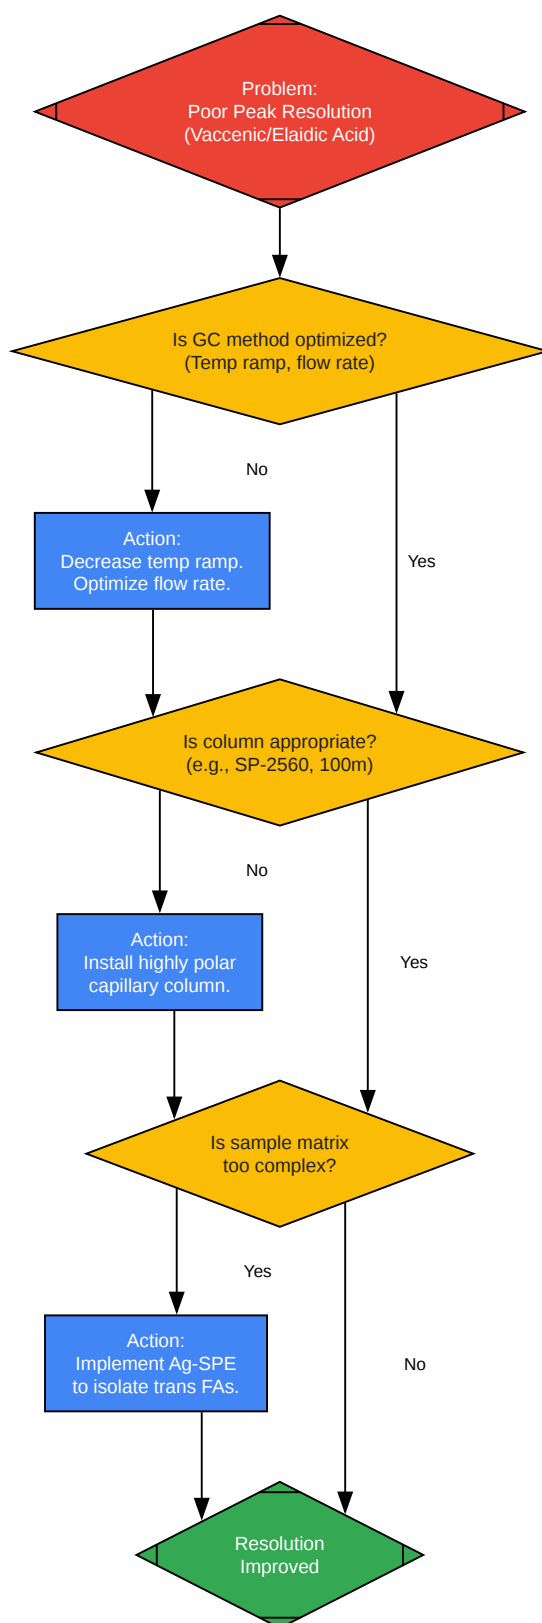 Problem:
Poor Peak Resolution
(Vaccenic/Elaidic Acid)
Is GC method optimized?
(Temp ramp, flow rate)
No
Action:
Decrease temp ramp.
Optimize flow rate.
Yes
Is column appropriate?
(e.g., SP-2560, 100m)
No
Action:
Install highly polar
capillary column.
Yes
Is sample matrix
too complex?
Yes
Action:
Implement Ag-SPE
to isolate trans FAs.
No
Resolution
Improved